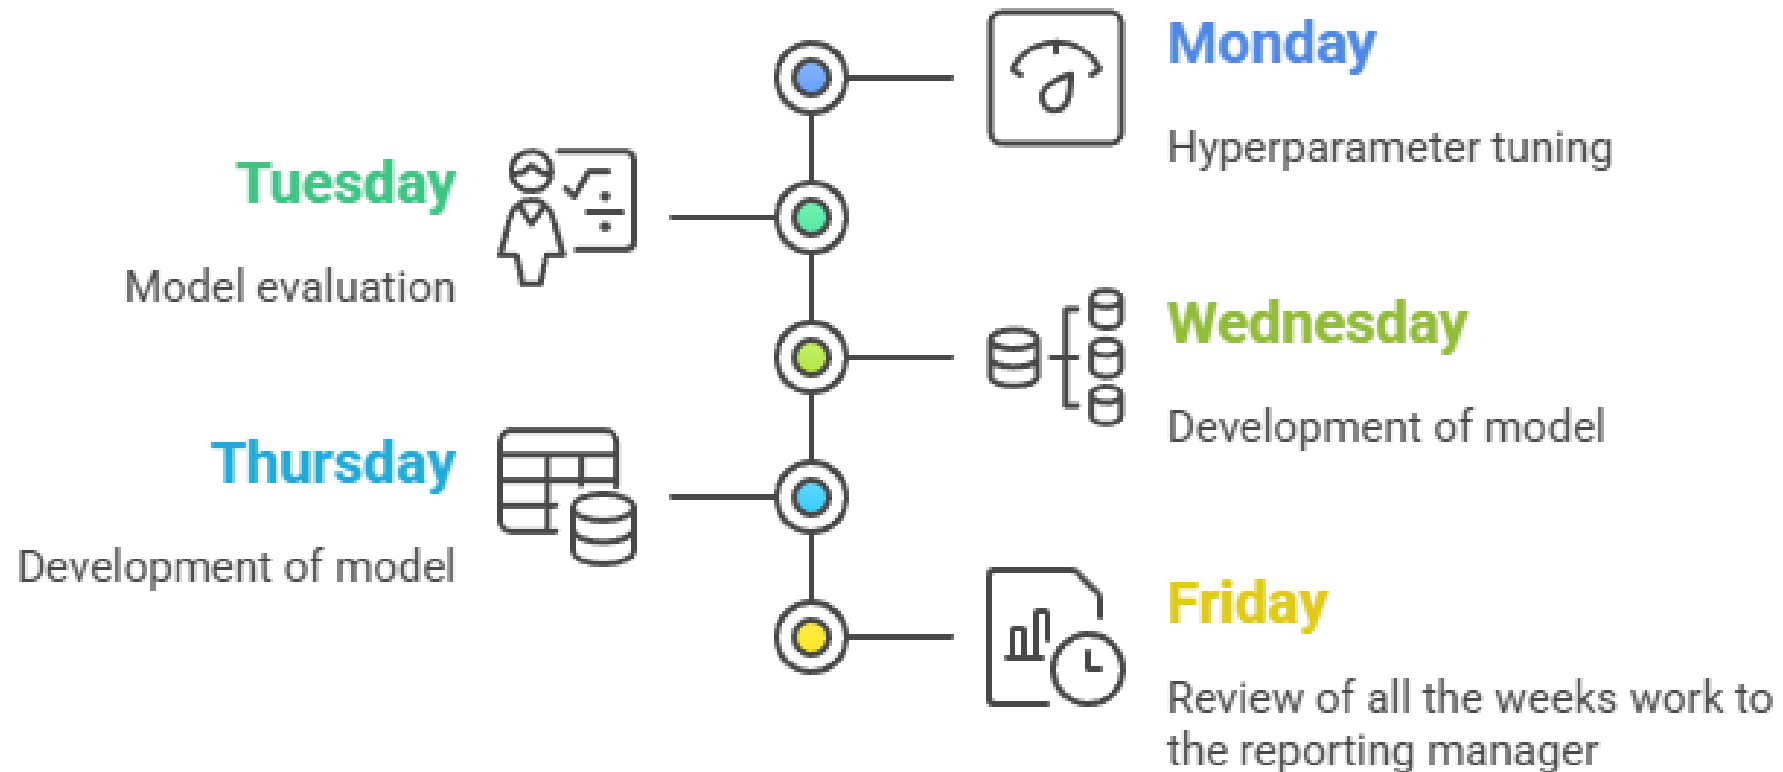 Monday
Hyperparameter tuning
Tuesday
Model evaluation
Wednesday
Development of model
Thursday
Development of model
Friday
Review of all the weeks work to
the reporting manager